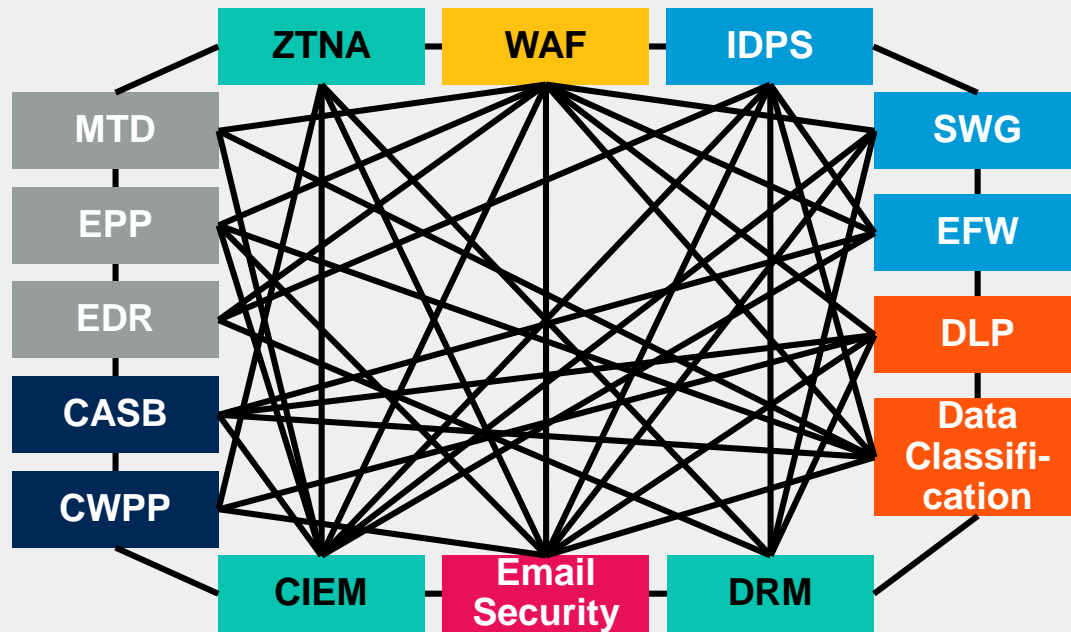 ZTNA
WAF
IDPS
MTD
SWG
EPP
EFW
EDR
DLP
CASB
Data
Classifi-
cation
CWPP
CIEM
Email
Security
DRM